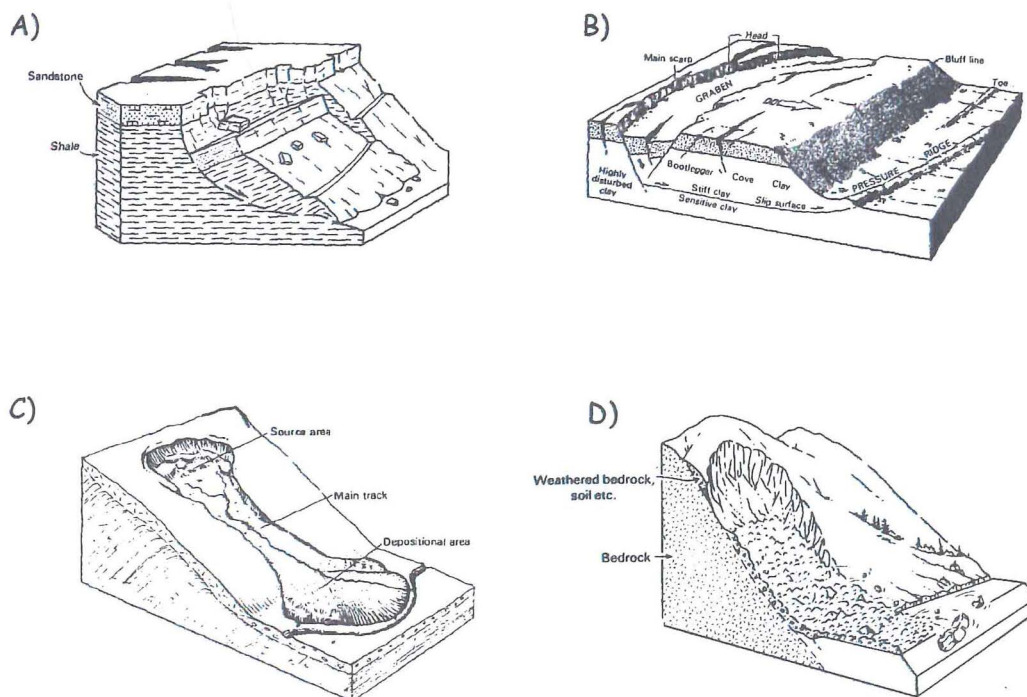 A)
Sandstone
Shale
B)
Main scarp
Head
Bluff line
Toe
GRABEN
PRESSURE RIDGE
Bootlegger Cove Clay
Highly
disturbed
clay
Stiff clay
Sensitive clay
Slip surface
C)
Source area
Main track
Depositional area
D)
Weathered bedrock,
soil etc.
Bedrock